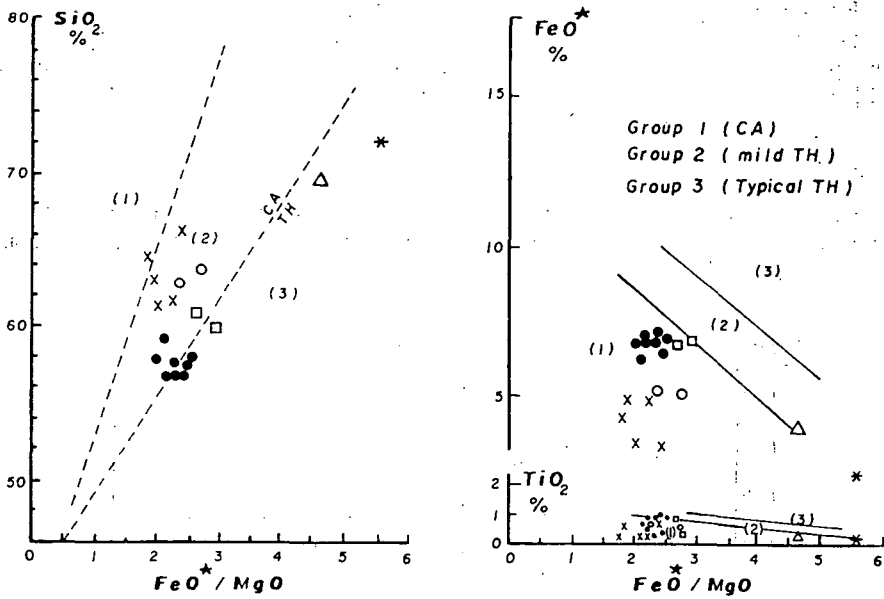 SiO2
%
80
70
60
50
(1)
(2)
(3)
CA
TH
0 1 2 3 4 5 6
FeO* / MgO
FeO*
%
15
10
5
Group 1 (CA)
Group 2 (mild TH.)
Group 3 (Typical TH)
(3)
(2)
(1)
TiO2
%
2
1
0
(3)
(2)
(1)
0 1 2 3 4 5 6
FeO* / MgO